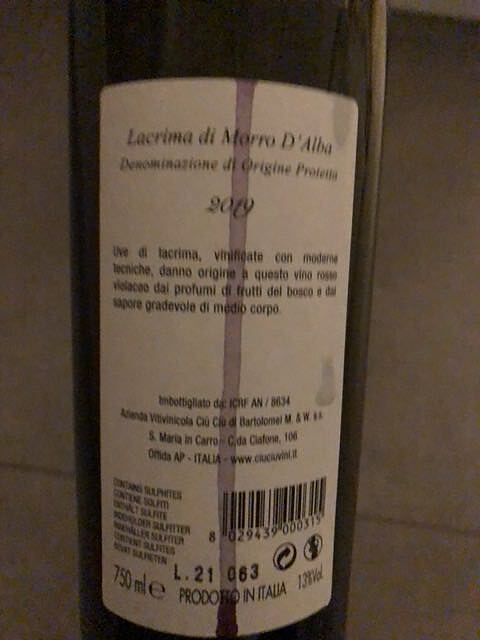 Lacrima di Morro D'Alba
Denominazione di Origine Protetta
2019
Uve di lacrima, vinificate con moderne
tecniche, danno origine a questo vino rosso
violaceo dai profumi di frutti del bosco e dal
sapore gradevole di medio corpo.
Imbottigliato da: ICRF AN / 8634
Azienda Vitivinicola Ciù Ciù di Bartolomei M. & W. s.s.
S. Maria in Carro - C.da Ciafone, 106
Offida AP - ITALIA - www.ciuciuvini.it
CONTAINS SULPHITES
CONTIENE SOLFITI
ENTHÄLT SULFITE
INDEHOLDER SULFITTER
INNEHÅLLER SULFITER
CONTIENT SULFITES
BEVAT SULFIETEN
8 029439 000315
L.21 063
750 ml e PRODOTTO IN ITALIA 13%Vol.